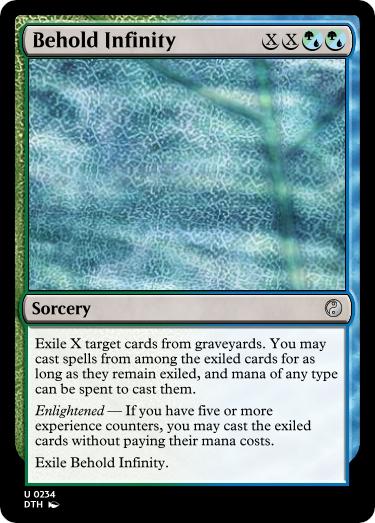 Behold Infinity X X
Sorcery
Exile X target cards from graveyards. You may
cast spells from among the exiled cards for as
long as they remain exiled, and mana of any type
can be spent to cast them.
Enlightened — If you have five or more
experience counters, you may cast the exiled
cards without paying their mana costs.
Exile Behold Infinity.
U 0234
DTH